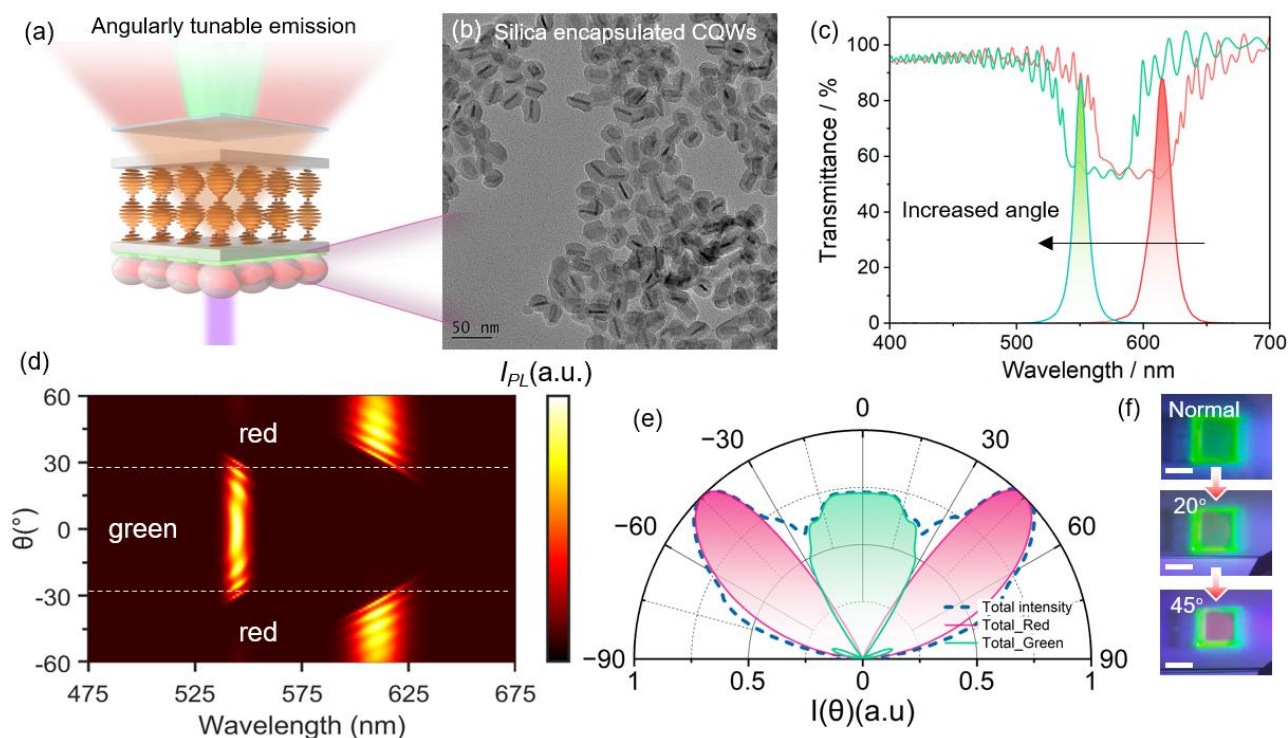 (a)
Angularly tunable emission
(b)
Silica encapsulated CQWs
50 nm
(c)
Transmittance / %
100
80
60
40
20
0
Increased angle
400
500
600
700
Wavelength / nm
(d)
I_PL(a.u.)
θ(°)
60
30
0
-30
-60
red
green
red
475
525
575
625
675
Wavelength (nm)
(e)
0
−30
30
−60
60
−90
90
Total intensity
Total_Red
Total_Green
1
0.5
0
0.5
1
I(θ)(a.u)
(f)
Normal
20°
45°